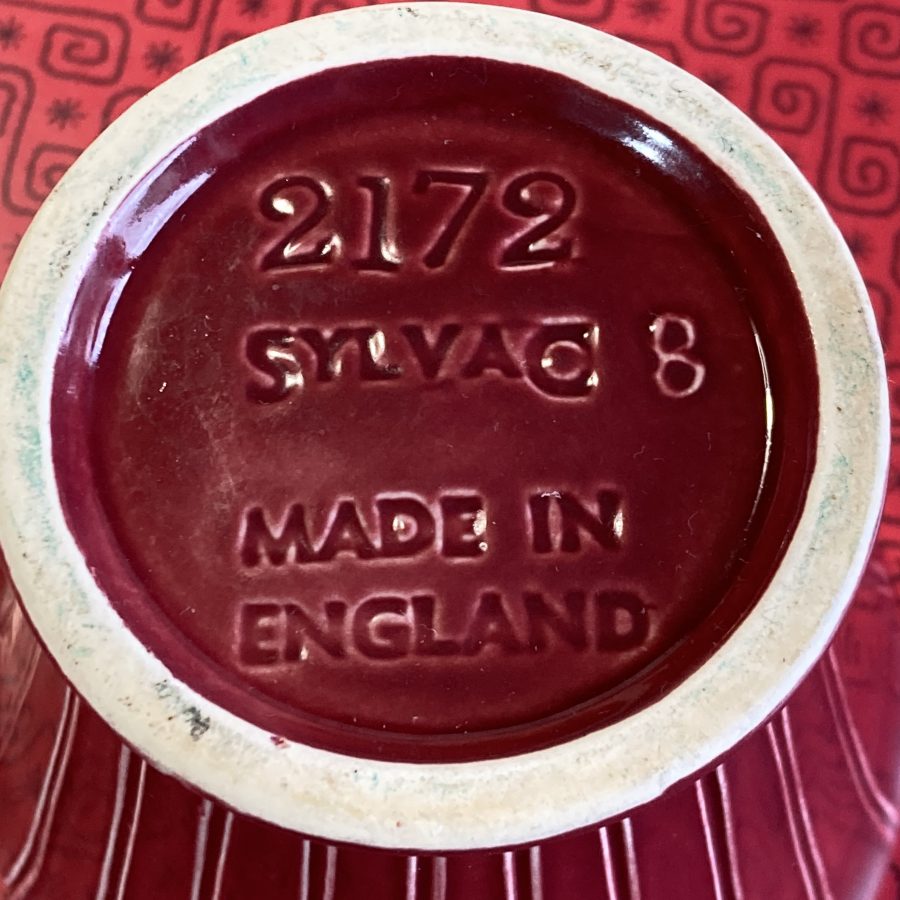 2172
SYLVAC 8
MADE IN
ENGLAND